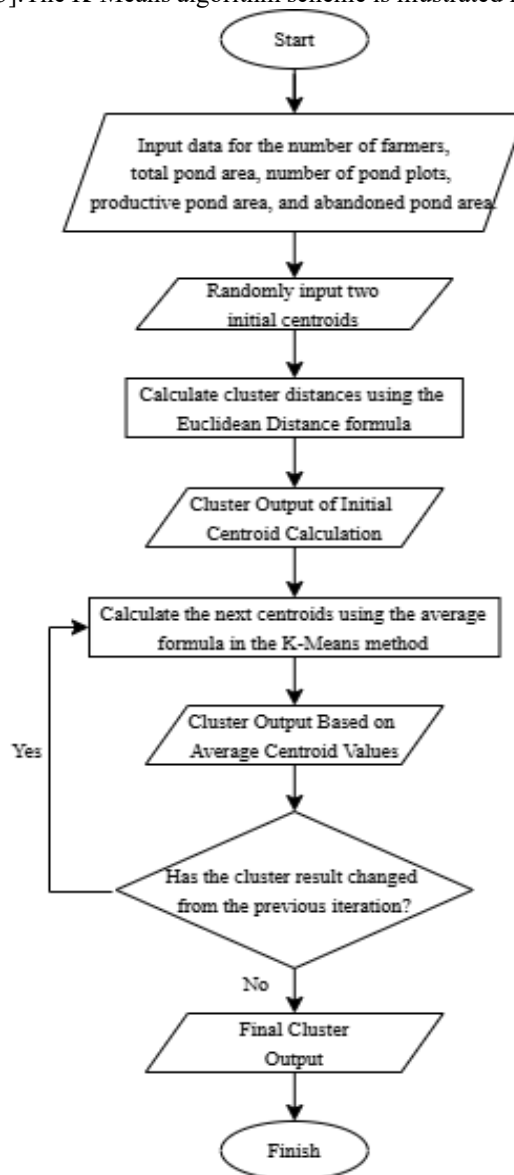 ].The K-Means algorithm scheme is illustrated
Start
Input data for the number of farmers,
total pond area, number of pond plots,
productive pond area, and abandoned pond area.
Randomly input two
initial centroids
Calculate cluster distances using the
Euclidean Distance formula
Cluster Output of Initial
Centroid Calculation
Calculate the next centroids using the average
formula in the K-Means method
Cluster Output Based on
Average Centroid Values
Yes
Has the cluster result changed
from the previous iteration?
No
Final Cluster
Output
Finish